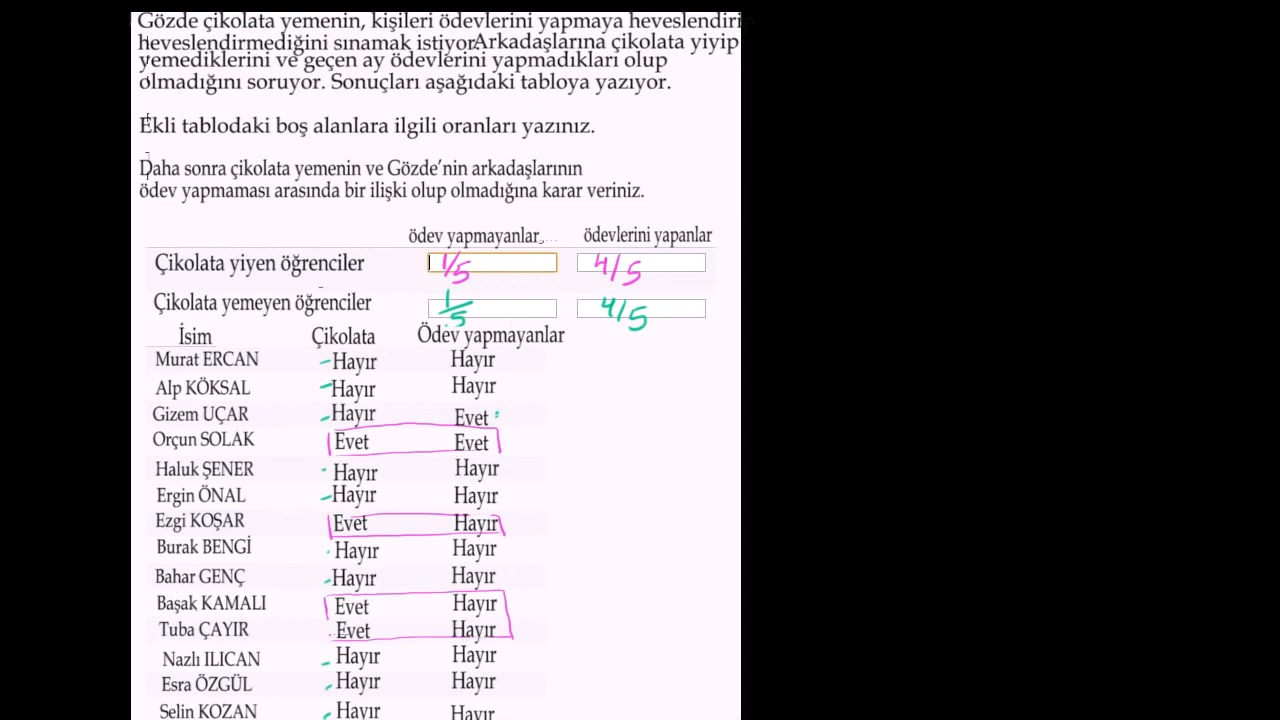 Gözde çikolata yemenin, kişileri ödevlerini yapmaya heveslendirip
heveslendirmediğini sınamak istiyor.Arkadaşlarına çikolata yiyip
yemediklerini ve geçen ay ödevlerini yapmadıkları olup
olmadığını soruyor. Sonuçları aşağıdaki tabloya yazıyor.
Ekli tablodaki boş alanlara ilgili oranları yazınız.
Daha sonra çikolata yemenin ve Gözde'nin arkadaşlarının
ödev yapmaması arasında bir ilişki olup olmadığına karar veriniz.
ödev yapmayanlar ödevlerini yapanlar
Çikolata yiyen öğrenciler 1/5 4/5
Çikolata yemeyen öğrenciler 1/5 4/5
İsim Çikolata Ödev yapmayanlar
Murat ERCAN Hayır Hayır
Alp KÖKSAL Hayır Hayır
Gizem UÇAR Hayır Evet
Orçun SOLAK Evet Evet
Haluk ŞENER Hayır Hayır
Ergin ÖNAL Hayır Hayır
Ezgi KOŞAR Evet Hayır
Burak BENGİ Hayır Hayır
Bahar GENÇ Hayır Hayır
Başak KAMALI Evet Hayır
Tuba ÇAYIR Evet Hayır
Nazlı ILICAN Hayır Hayır
Esra ÖZGÜL Hayır Hayır
Selin KOZAN Hayır Hayır